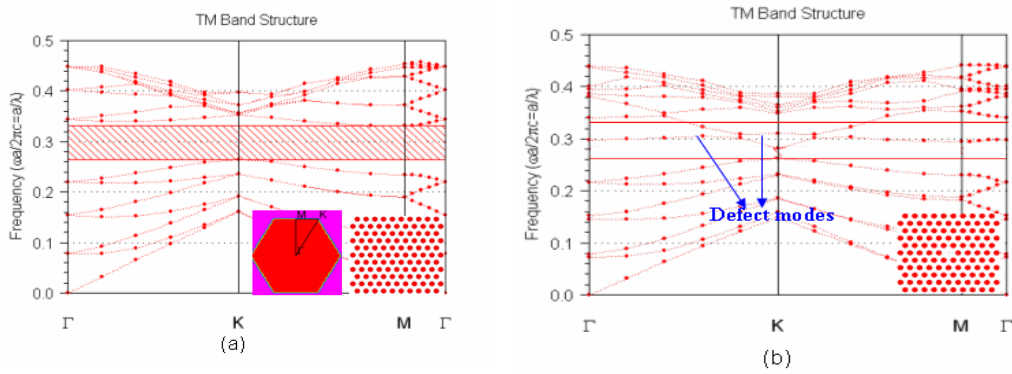 TM Band Structure
Frequency (ωa/2πc=a/λ)
0.5
0.4
0.3
0.2
0.1
0.0
M K
Γ
Γ K M Γ
(a)
TM Band Structure
Frequency (ωa/2πc=a/λ)
0.5
0.4
0.3
0.2
0.1
0.0
Defect modes
Γ K M Γ
(b)